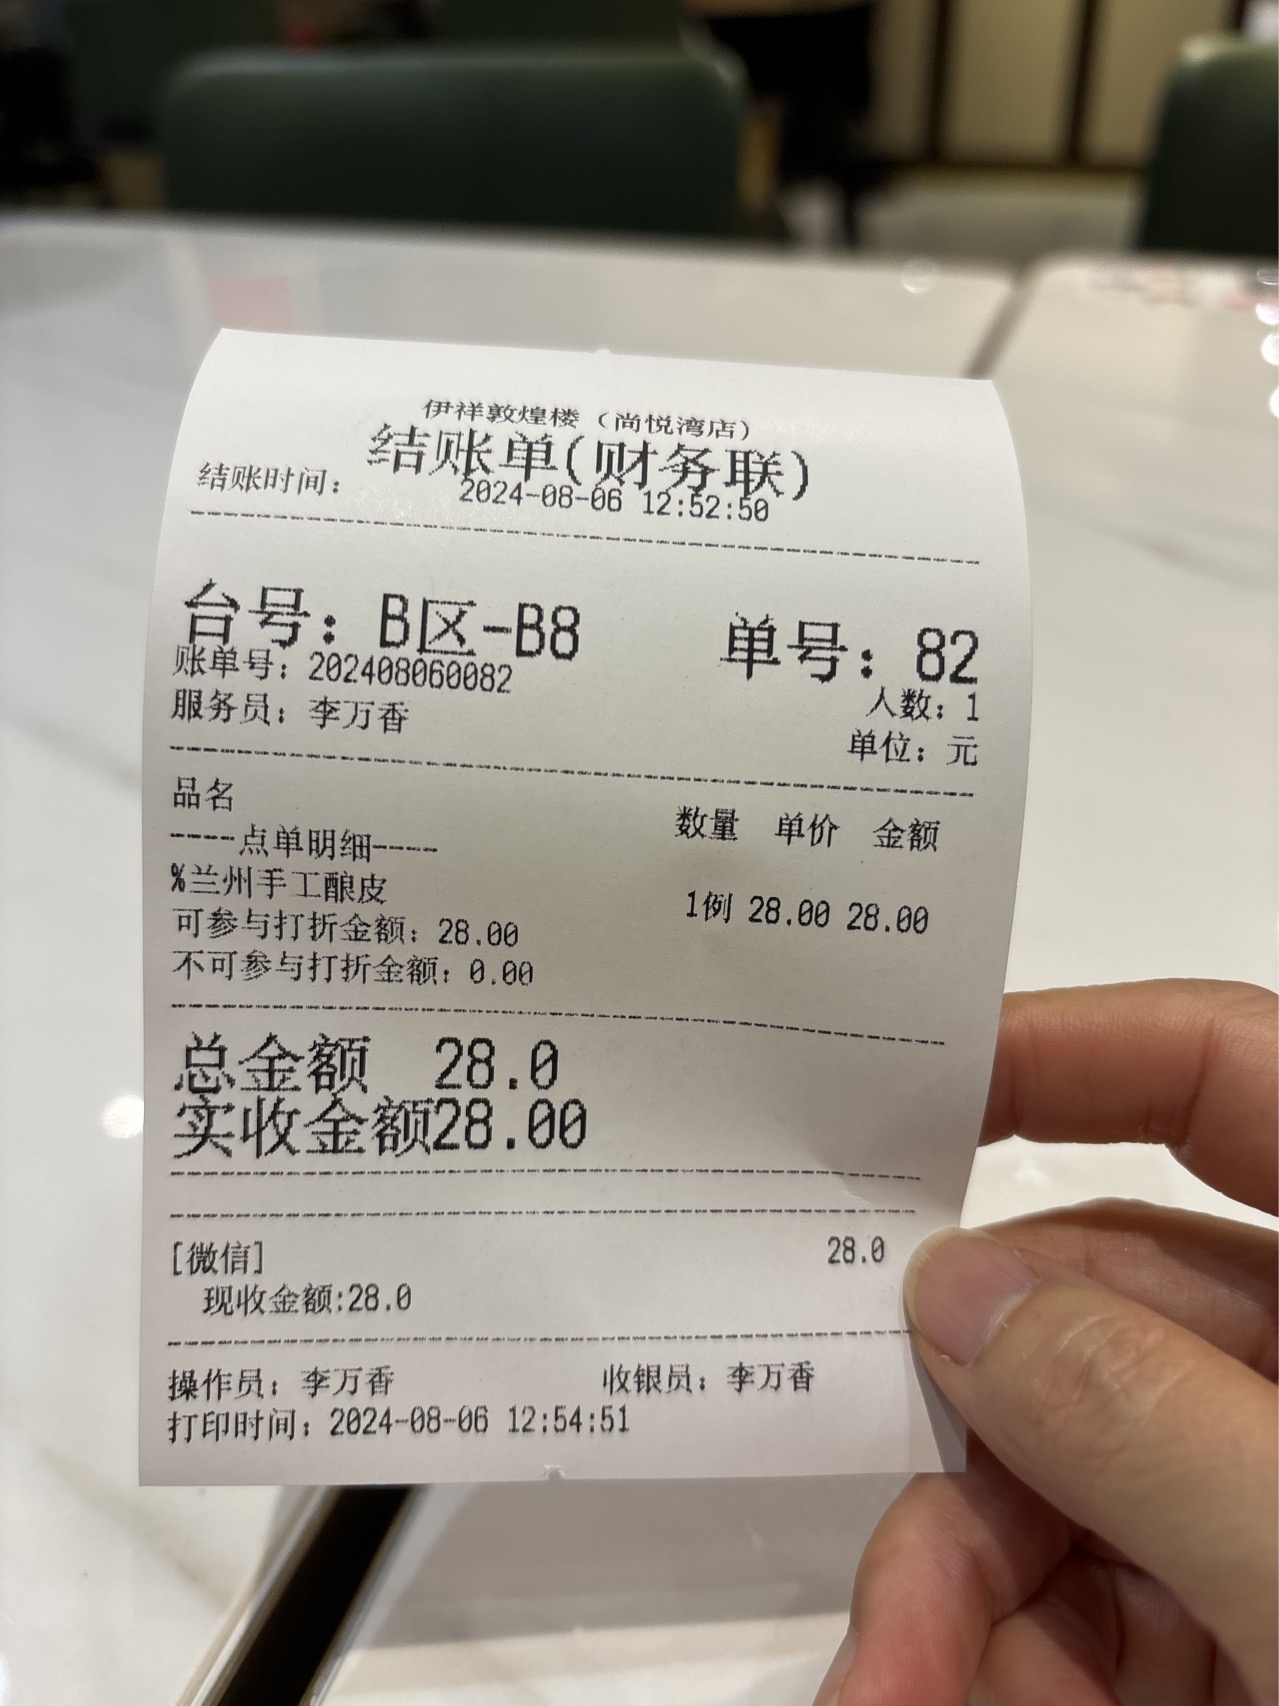 伊祥敦煌楼（尚悦湾店）
结账单(财务联)
结账时间： 2024-08-06 12:52:50
台号：B区-B8 单号：82
账单号：202408060082
服务员：李万香 人数：1
单位：元
品名 数量 单价 金额
----点单明细----
%兰州手工酿皮 1例 28.00 28.00
可参与打折金额：28.00
不可参与打折金额：0.00
总金额 28.0
实收金额28.00
[微信] 28.0
现收金额:28.0
操作员：李万香 收银员：李万香
打印时间：2024-08-06 12:54:51